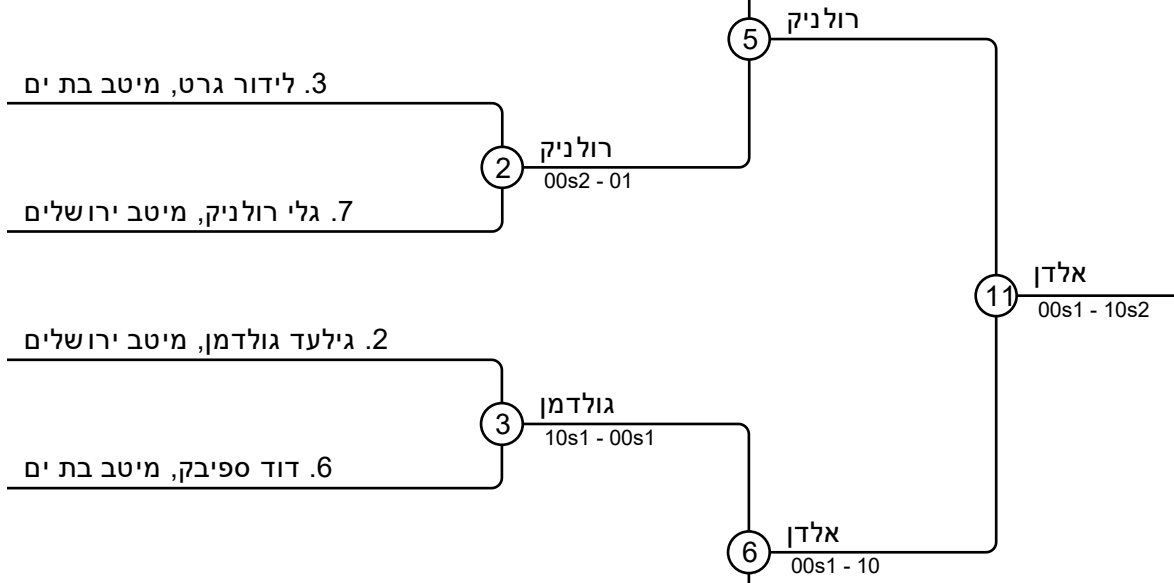 רולניק
5
3. לידור גרט, מיטב בת ים
רולניק
2
00s2 - 01
7. גלי רולניק, מיטב ירושלים
אלדן
11
00s1 - 10s2
2. גילעד גולדמן, מיטב ירושלים
גולדמן
3
10s1 - 00s1
6. דוד ספיבק, מיטב בת ים
אלדן
6
00s1 - 10